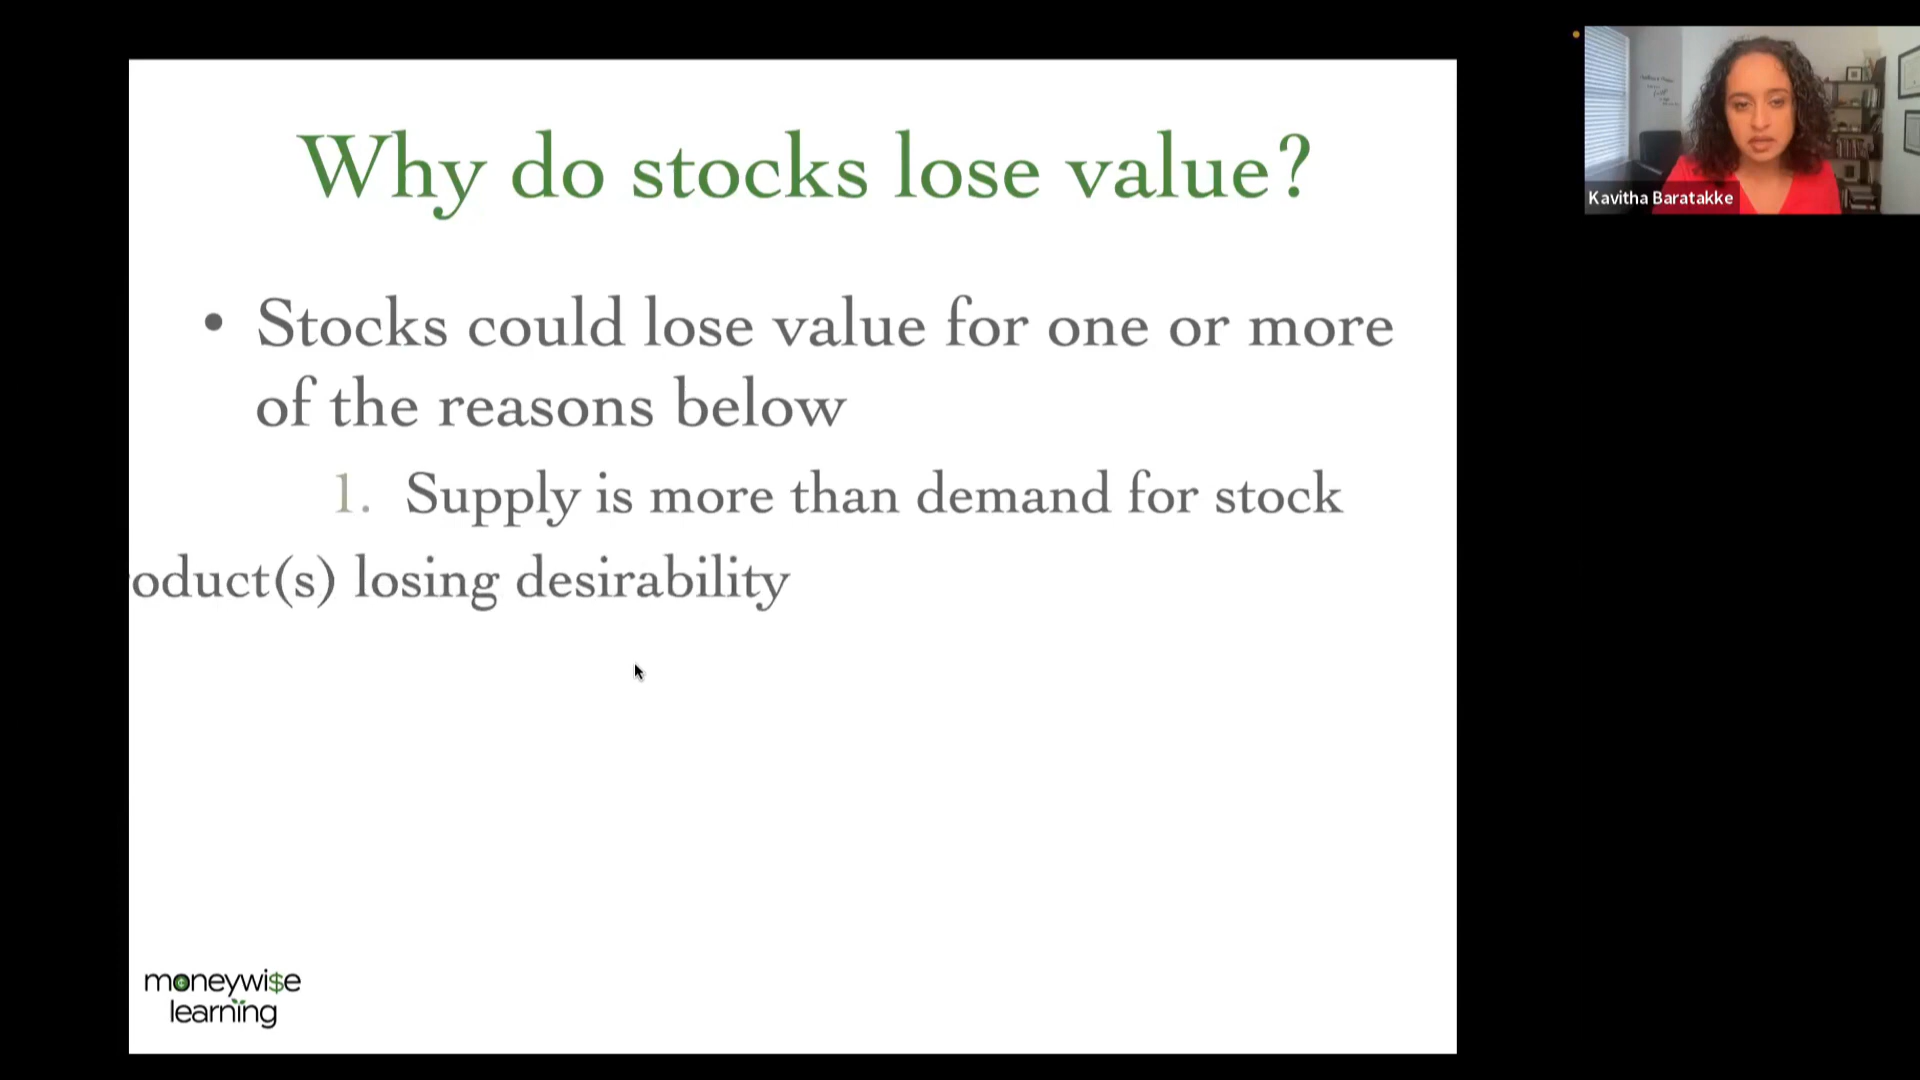 Why do stocks lose value?
• Stocks could lose value for one or more
of the reasons below
1. Supply is more than demand for stock
oduct(s) losing desirability
moneywi$e
learning
Kavitha Baratakke